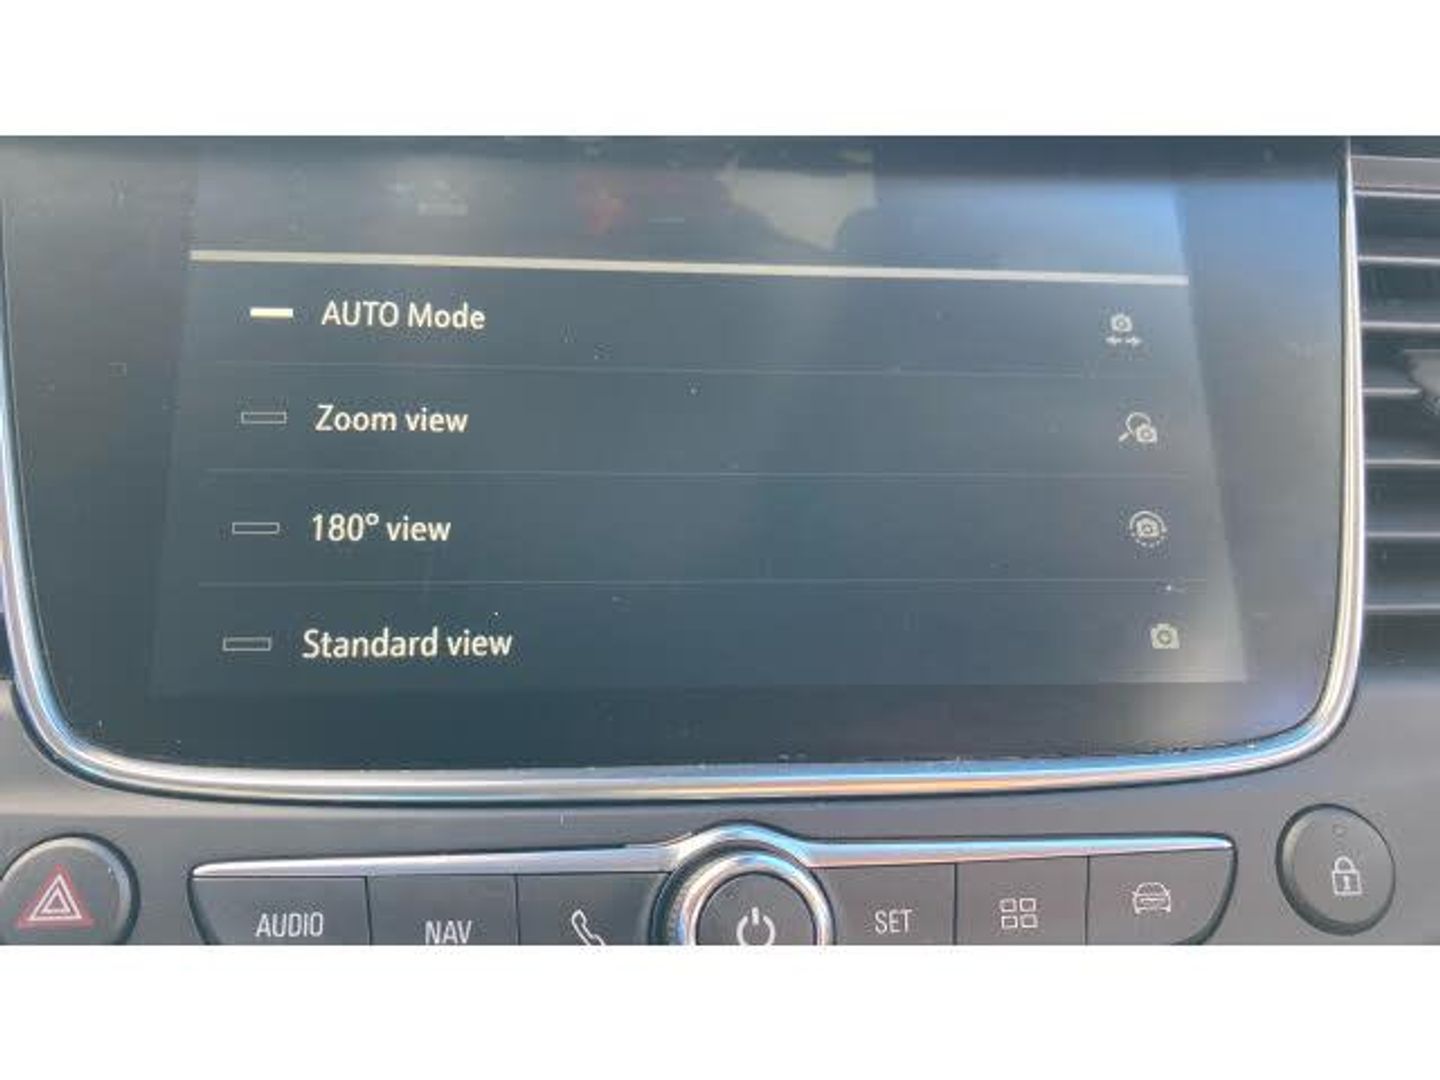 AUTO Mode
Zoom view
180° view
Standard view
AUDIO
NAV
SET